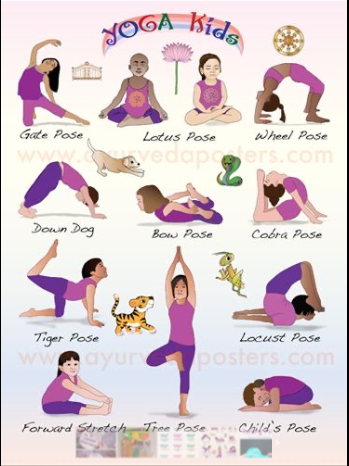 YOGA Kids
Gate Pose
Lotus Pose
Wheel Pose
www.ayurvedaposters.com
Down Dog
Bow Pose
Cobra Pose
Tiger Pose
Locust Pose
www.ayurvedaposters.com
Forward Stretch
Tree Pose
Child's Pose